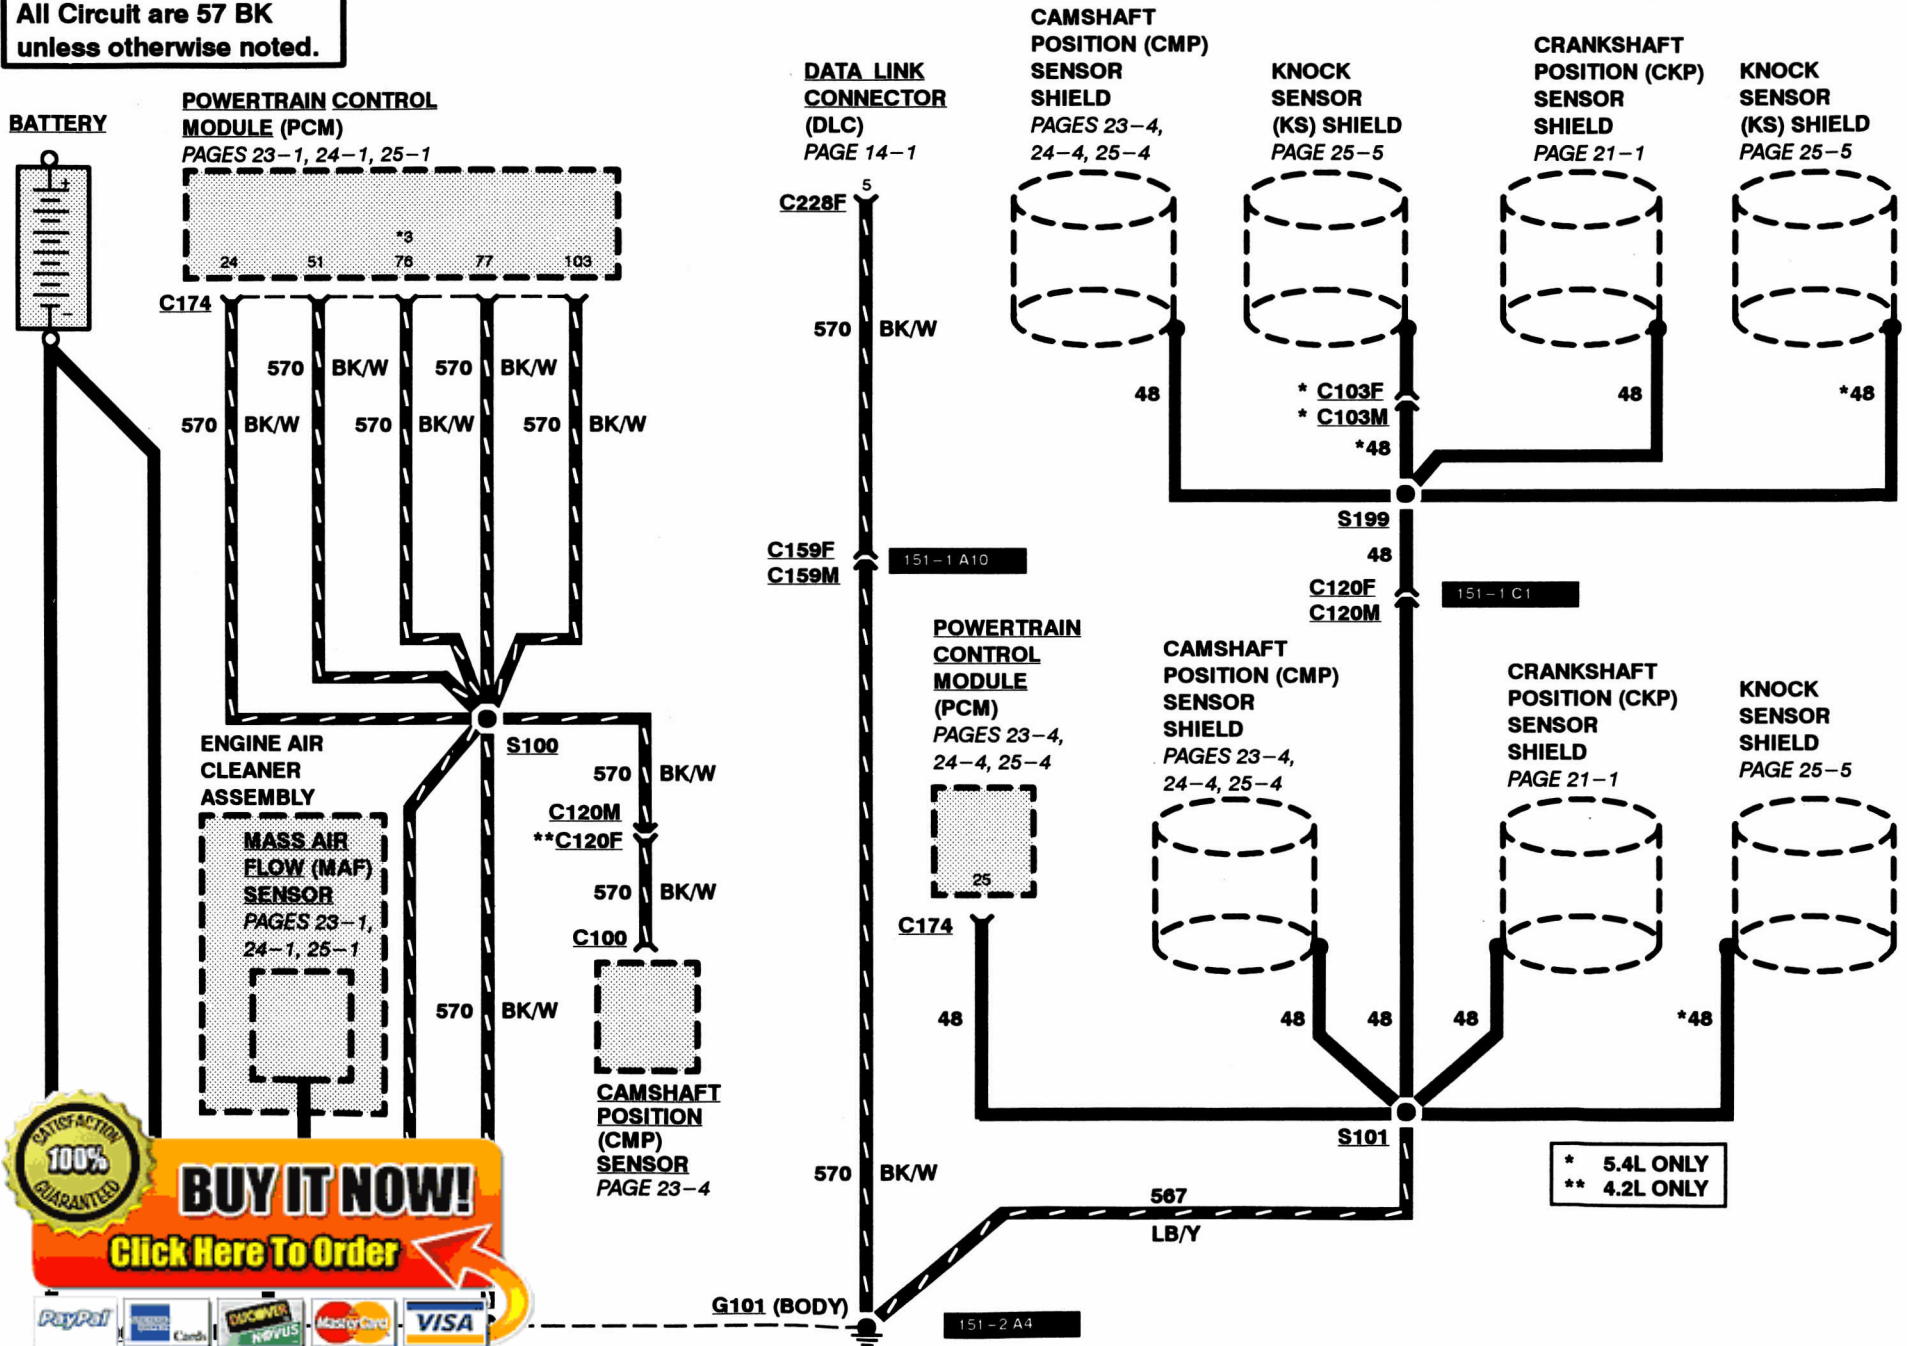 All Circuit are 57 BK
unless otherwise noted.
BATTERY
+
-
POWERTRAIN CONTROL
MODULE (PCM)
PAGES 23-1, 24-1, 25-1
*3
24 51 76 77 103
C174
570 BK/W 570 BK/W
570 BK/W 570 BK/W 570 BK/W
S100
570 BK/W
C120M
**C120F
570 BK/W
C100
CAMSHAFT
POSITION
(CMP)
SENSOR
PAGE 23-4
ENGINE AIR
CLEANER
ASSEMBLY
MASS AIR
FLOW (MAF)
SENSOR
PAGES 23-1,
24-1, 25-1
570 BK/W
DATA LINK
CONNECTOR
(DLC)
PAGE 14-1
5
C228F
570 BK/W
C159F
C159M
151-1 A10
570 BK/W
G101 (BODY)
151-2 A4
CAMSHAFT
POSITION (CMP)
SENSOR
SHIELD
PAGES 23-4,
24-4, 25-4
48
KNOCK
SENSOR
(KS) SHIELD
PAGE 25-5
* C103F
* C103M
*48
CRANKSHAFT
POSITION (CKP)
SENSOR
SHIELD
PAGE 21-1
48
KNOCK
SENSOR
(KS) SHIELD
PAGE 25-5
*48
S199
48
C120F
C120M
151-1 C1
POWERTRAIN
CONTROL
MODULE
(PCM)
PAGES 23-4,
24-4, 25-4
25
C174
48
CAMSHAFT
POSITION (CMP)
SENSOR
SHIELD
PAGES 23-4,
24-4, 25-4
48
48
CRANKSHAFT
POSITION (CKP)
SENSOR
SHIELD
PAGE 21-1
48
KNOCK
SENSOR
SHIELD
PAGE 25-5
*48
S101
567
LB/Y
* 5.4L ONLY
** 4.2L ONLY
SATISFACTION
100%
GUARANTEED
BUY IT NOW!
Click Here To Order
PayPal
Cards
DISCOVER
NOVUS
MasterCard
VISA